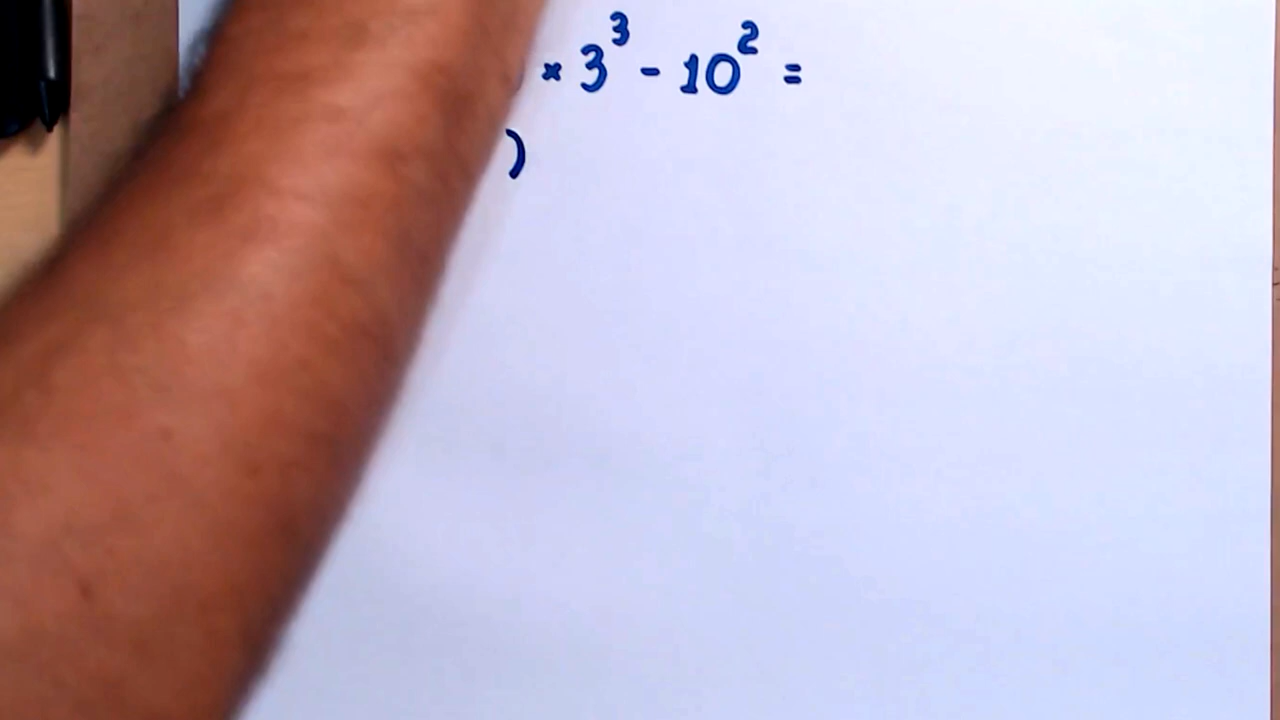 × 3³ - 10² =
)